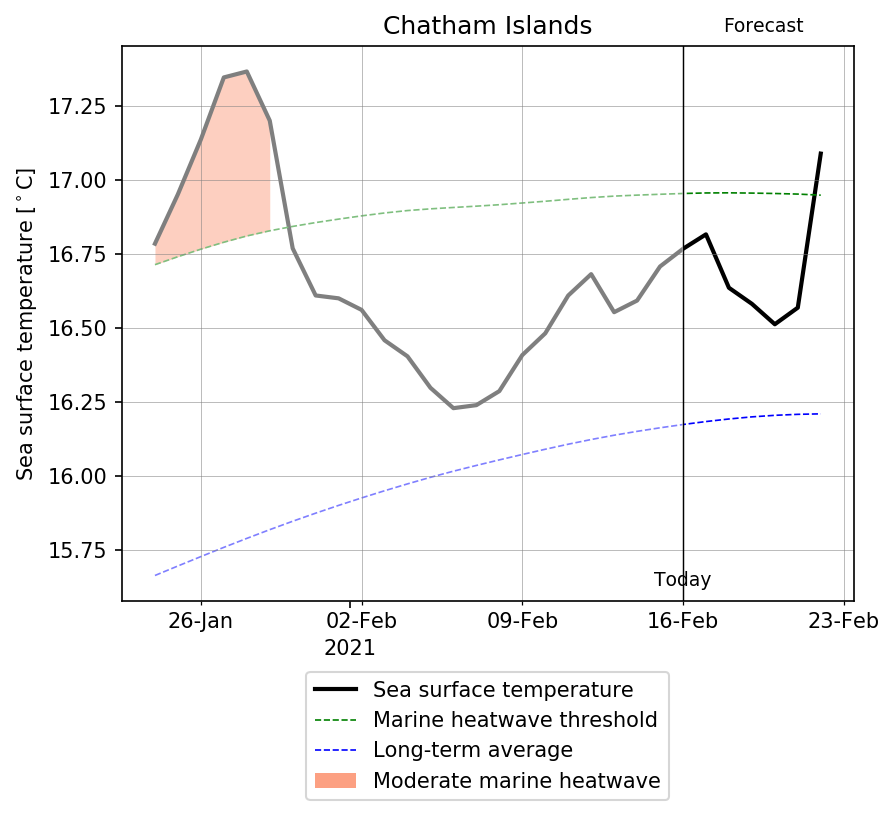 Chatham Islands
Forecast
Sea surface temperature [°C]
17.25
17.00
16.75
16.50
16.25
16.00
15.75
Today
26-Jan
02-Feb
2021
09-Feb
16-Feb
23-Feb
Sea surface temperature
Marine heatwave threshold
Long-term average
Moderate marine heatwave